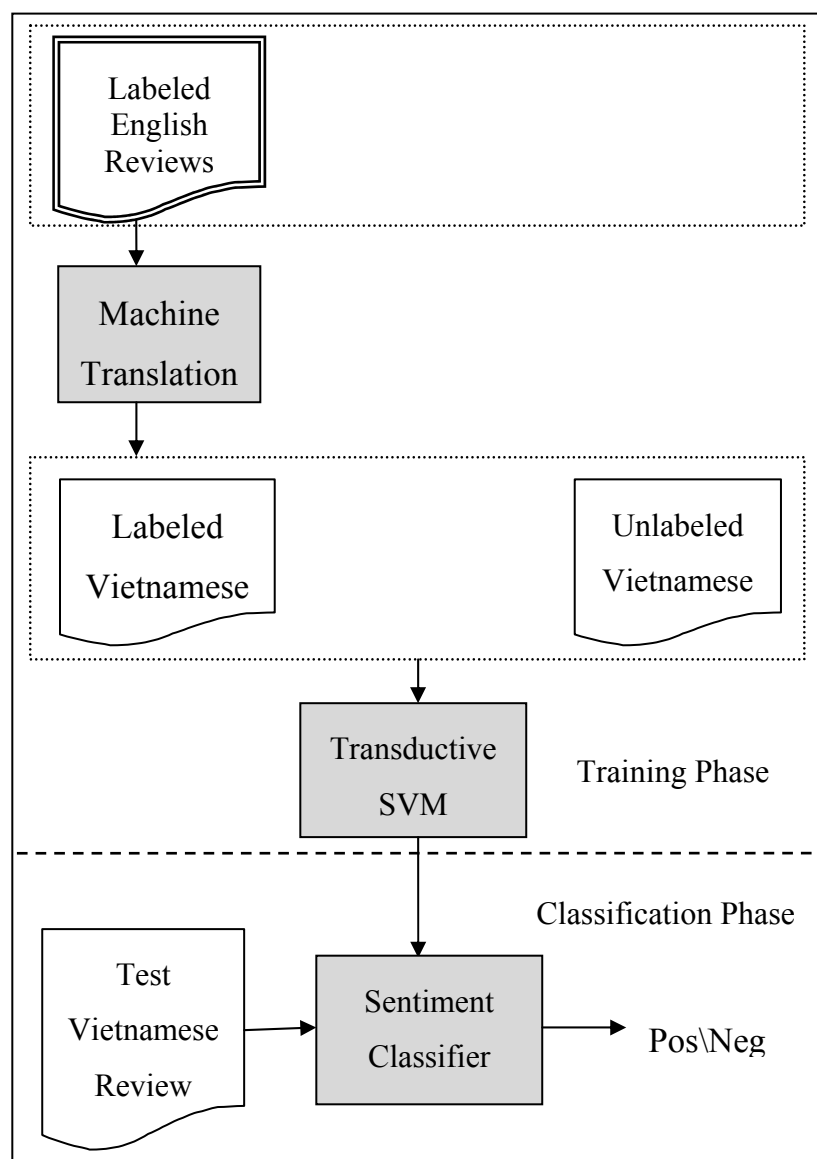 Labeled
English
Reviews
Machine
Translation
Labeled
Vietnamese
Unlabeled
Vietnamese
Transductive
SVM
Training Phase
Classification Phase
Test
Vietnamese
Review
Sentiment
Classifier
Pos\Neg